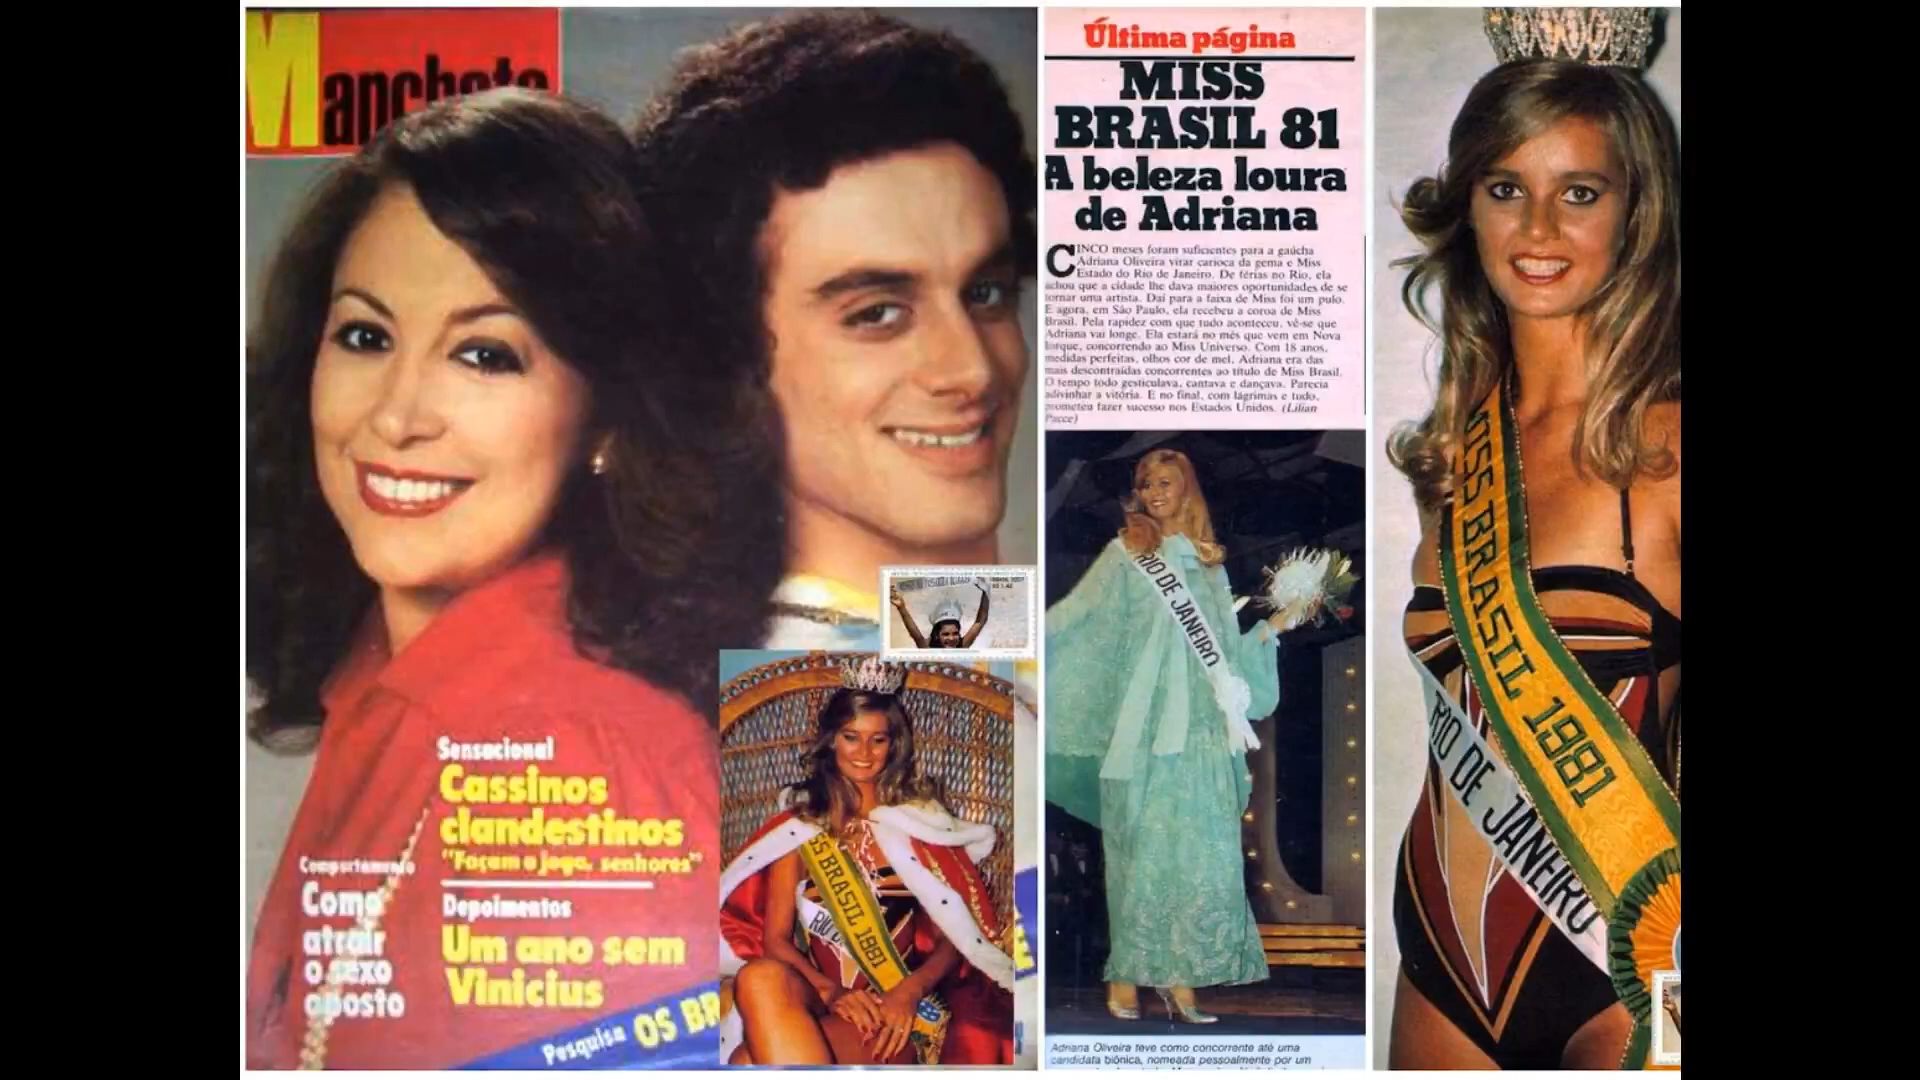 Manchete
Sensacional
Cassinos
clandestinos
"Façam o jogo, senhores"
Comportamento
Como
atrair
o sexo
oposto
Depoimentos
Um ano sem
Vinicius
Pesquisa OS BR
BRASIL 2007
SS BRASIL 1981
RIO D
Última página
MISS
BRASIL 81
A beleza loura
de Adriana
CINCO meses foram suficientes para a gaúcha
Adriana Oliveira virar carioca da gema e Miss
Estado do Rio de Janeiro. De férias no Rio, ela
achou que a cidade lhe dava maiores oportunidades de se
tornar uma artista. Daí para a faixa de Miss foi um pulo.
E agora, em São Paulo, ela recebeu a coroa de Miss
Brasil. Pela rapidez com que tudo aconteceu, vê-se que
Adriana vai longe. Ela estará no mês que vem em Nova
Iorque, concorrendo ao Miss Universo. Com 18 anos,
medidas perfeitas, olhos cor de mel, Adriana era das
mais descontraídas concorrentes ao título de Miss Brasil.
O tempo todo gesticulava, cantava e dançava. Parecia
adivinhar a vitória. E no final, com lágrimas e tudo,
prometeu fazer sucesso nos Estados Unidos. (Lilian
Pacce)
RIO DE JANEIRO
Adriana Oliveira teve como concorrente até uma
candidata biônica, nomeada pessoalmente por um
MISS BRASIL 1981
RIO DE JANEIRO